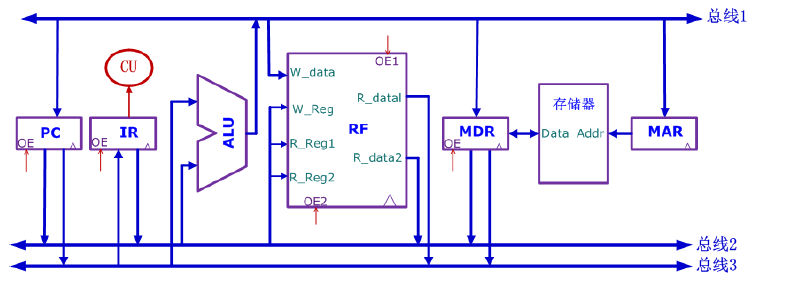 总线1
CU
OE1
W_data
存储器
R_data1
W_Reg
PC
IR
ALU
RF
MDR
Data Addr
MAR
OE
OE
R_Reg1
OE
R_data2
R_Reg2
OE2
总线2
总线3